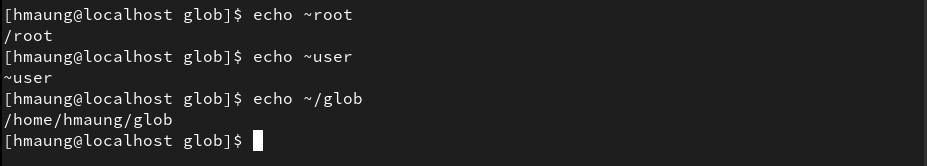 [hmaung@localhost glob]$ echo ~root
/root
[hmaung@localhost glob]$ echo ~user
~user
[hmaung@localhost glob]$ echo ~/glob
/home/hmaung/glob
[hmaung@localhost glob]$